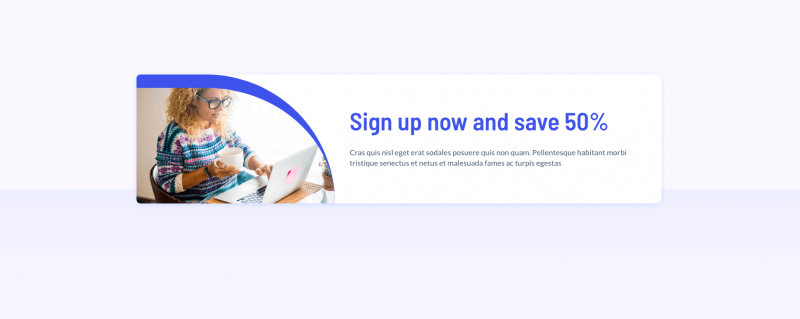 Sign up now and save 50%
Cras quis nisl eget erat sodales posuere quis non quam. Pellentesque habitant morbi
tristique senectus et netus et malesuada fames ac turpis egestas